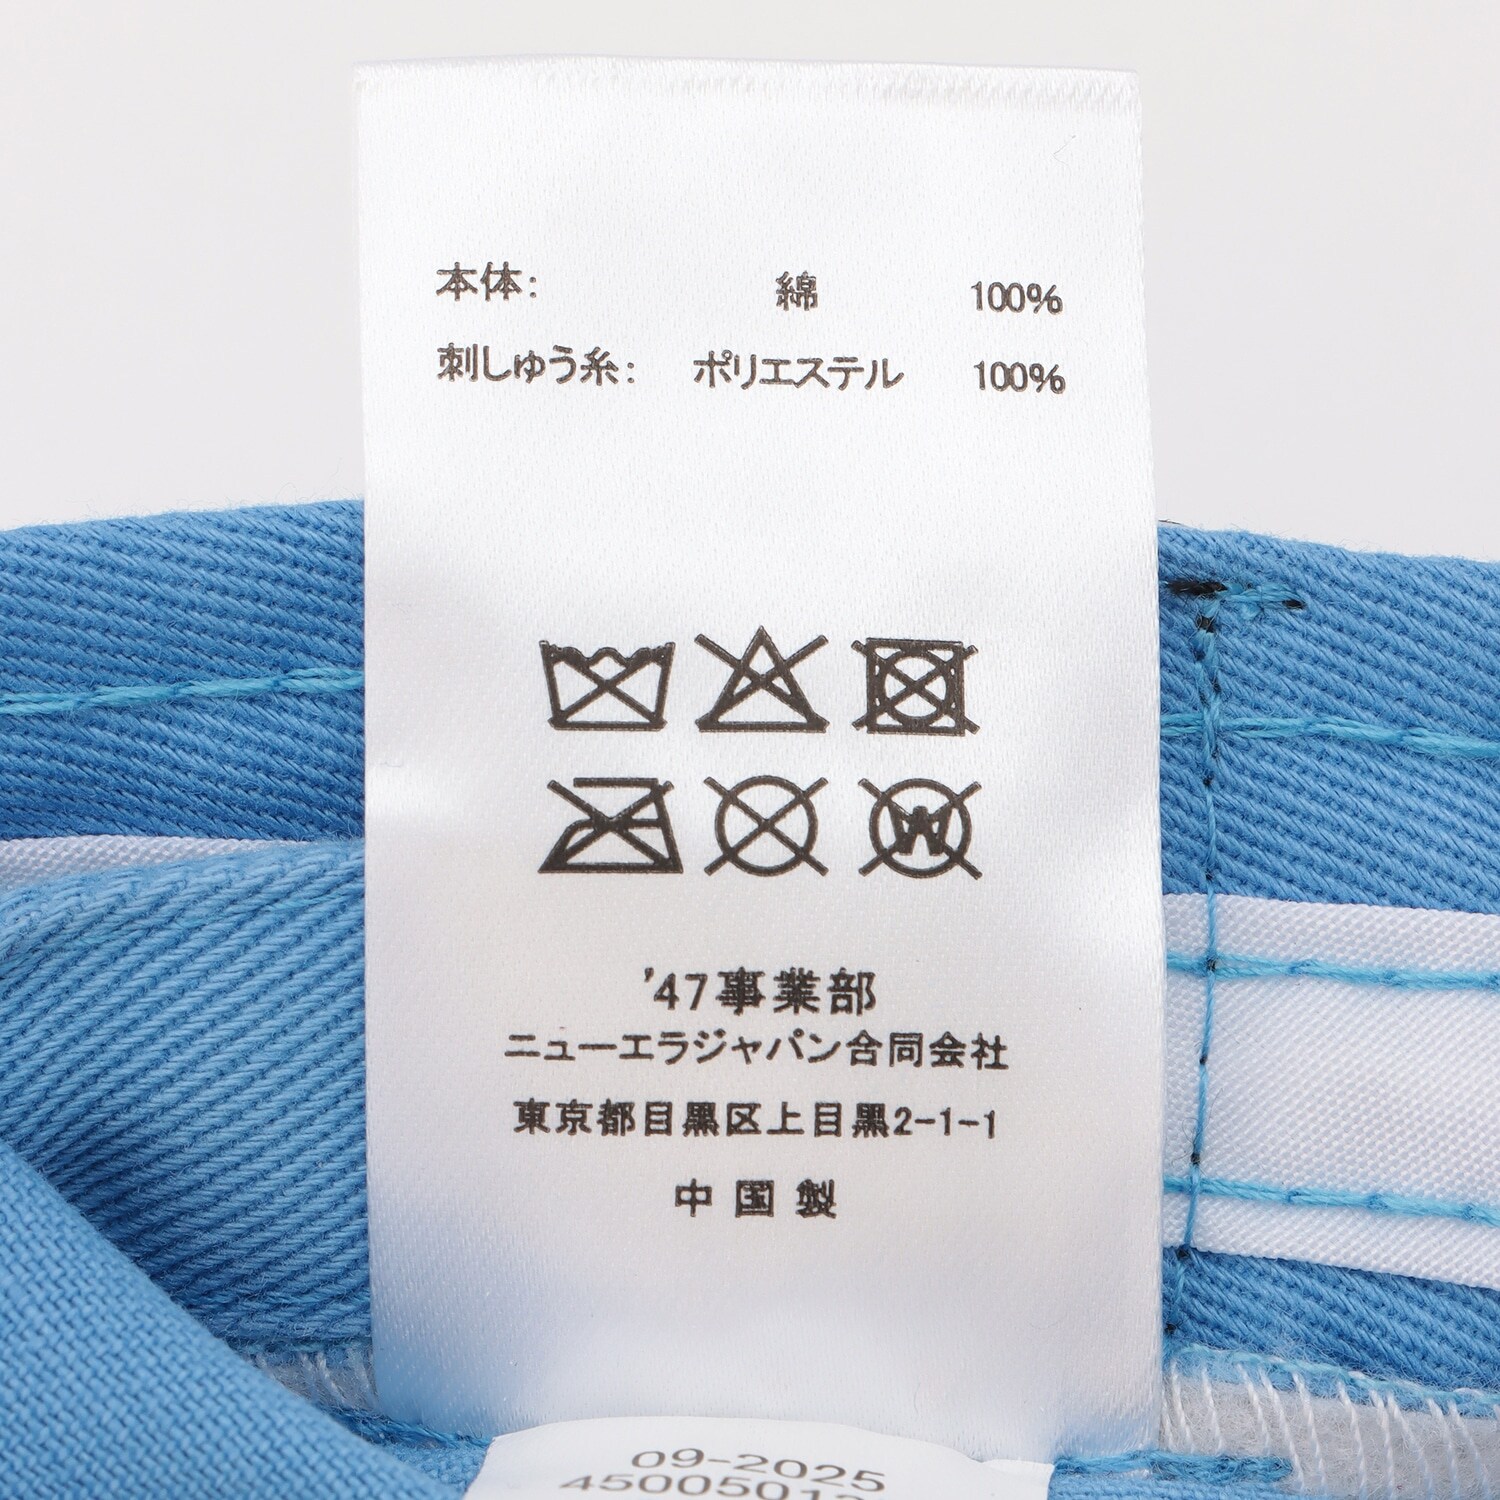 本体: 綿 100%
刺しゅう糸: ポリエステル 100%
W
'47事業部
ニューエラジャパン合同会社
東京都目黒区上目黒2-1-1
中国製
09-2025